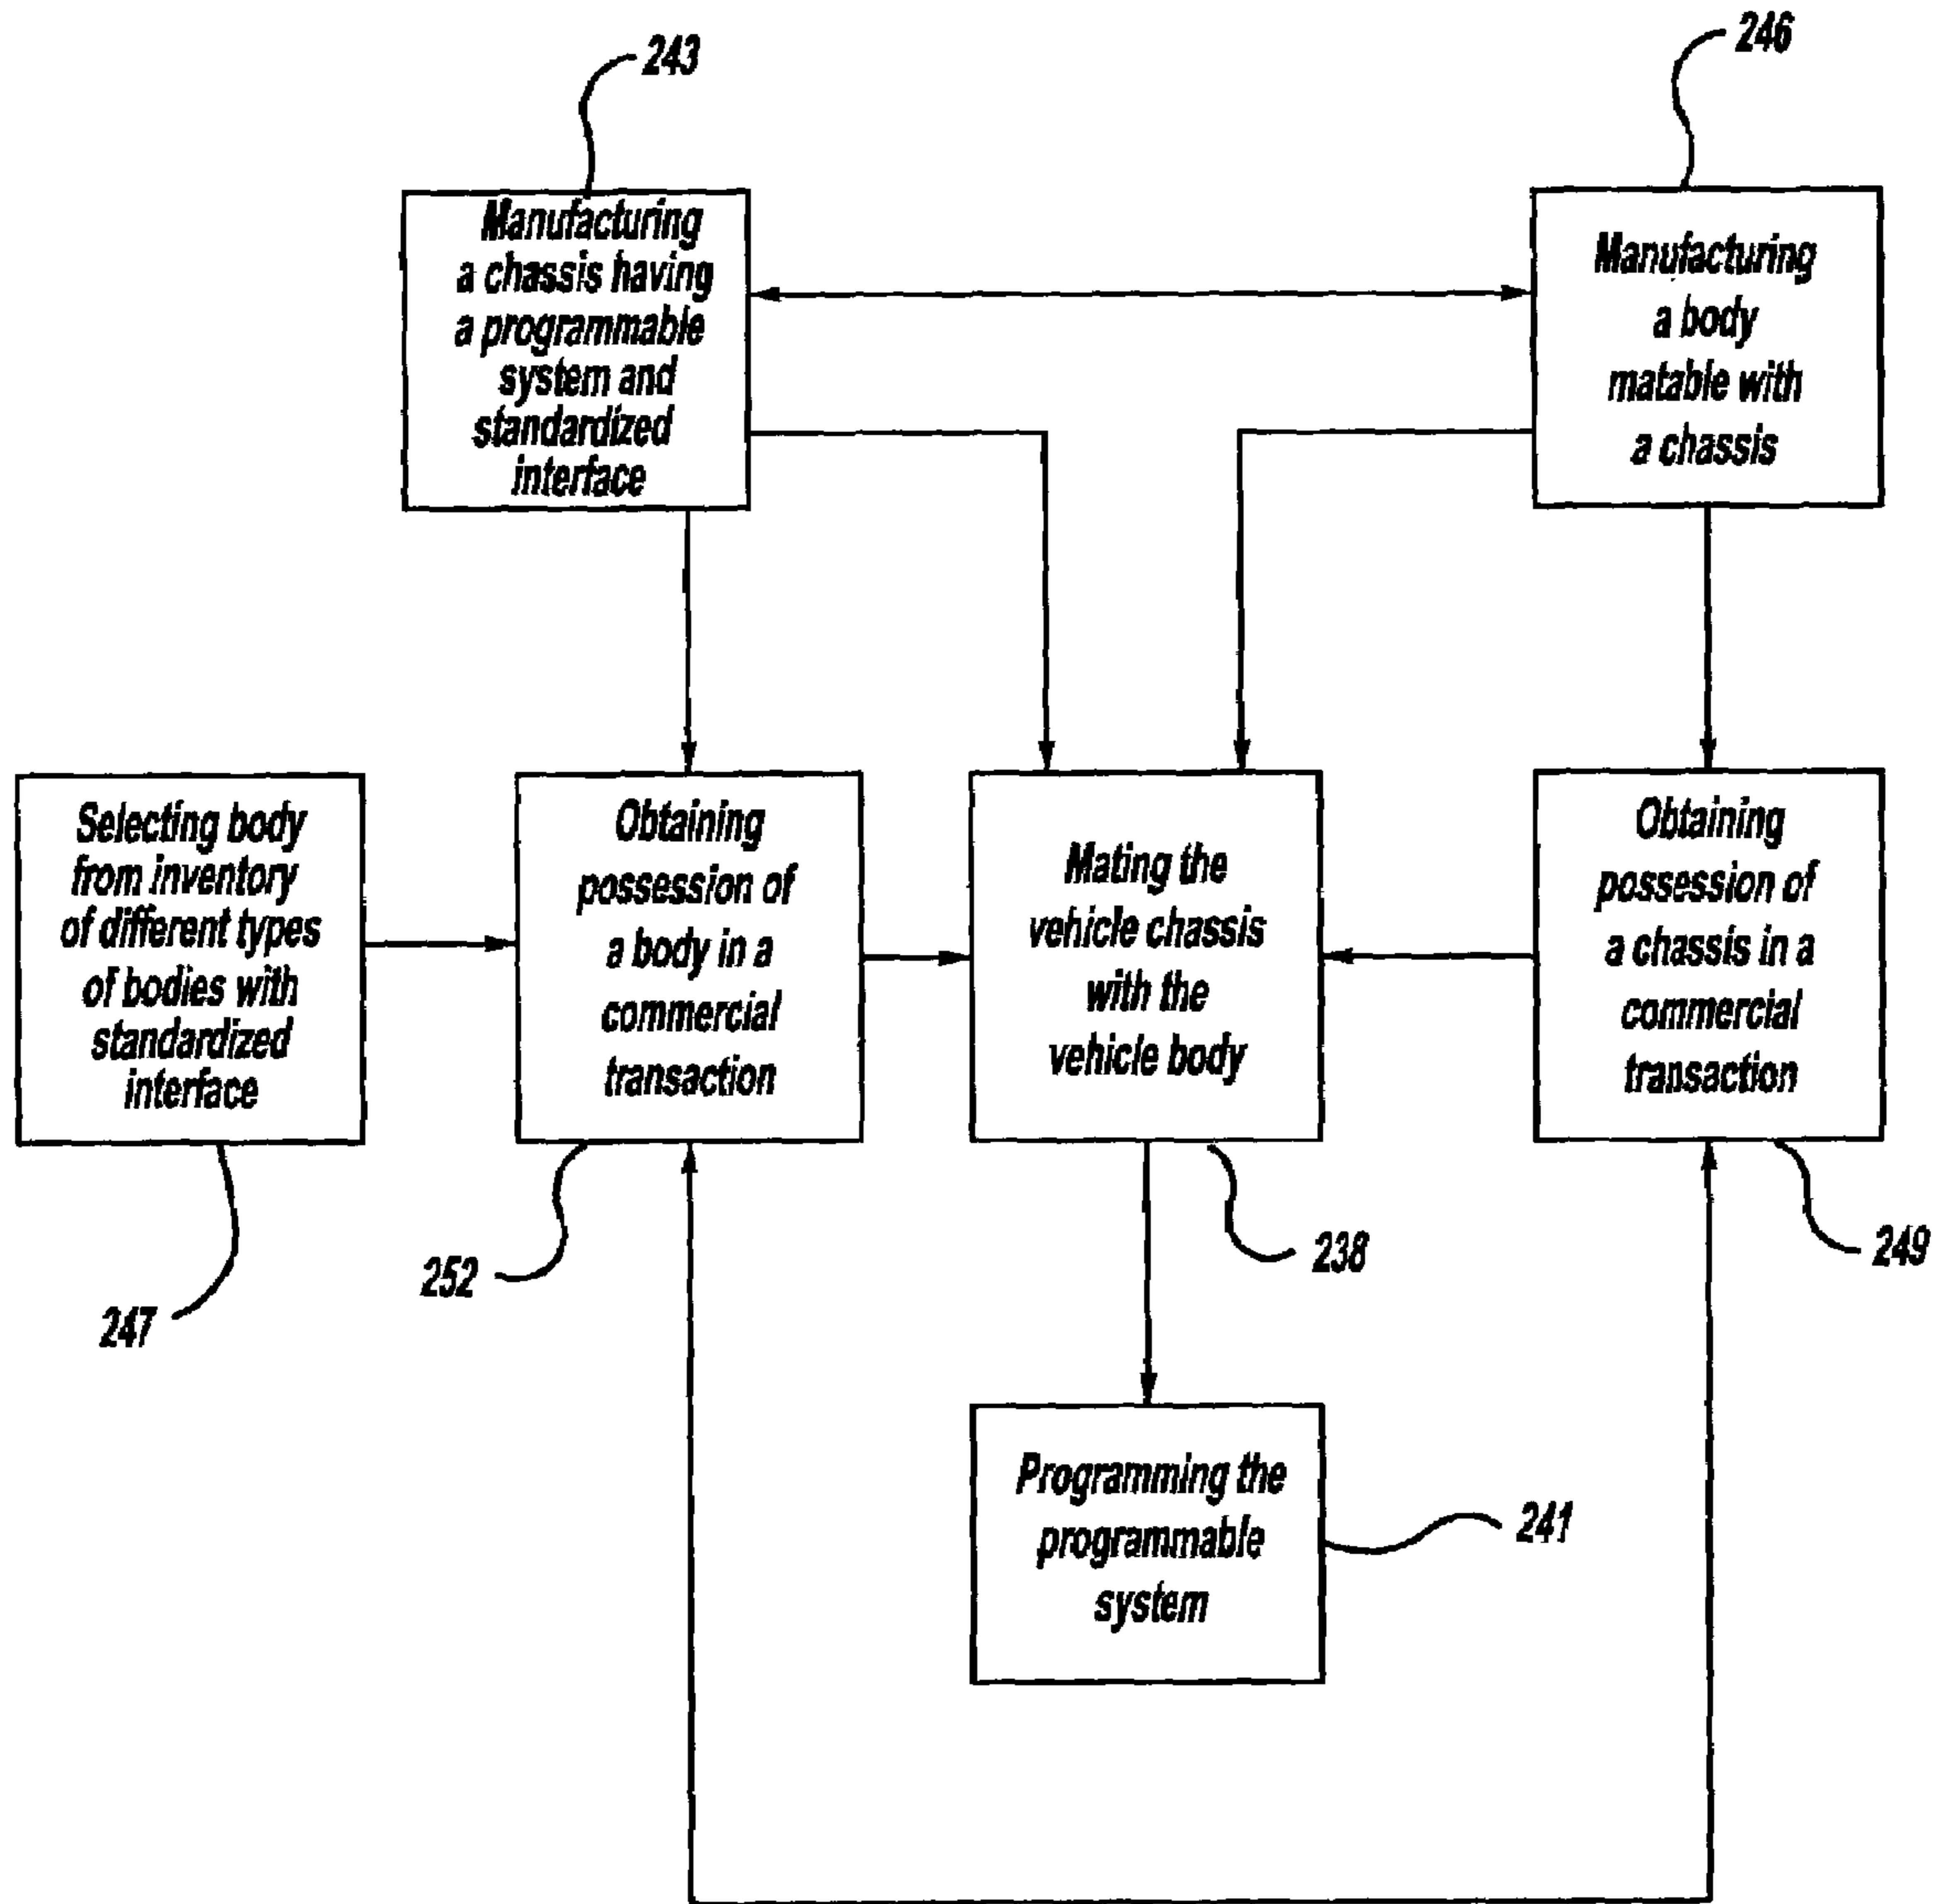 243
246
Manufacturing
a chassis having
a programmable
system and
standardized
interface
Manufacturing
a body
matable with
a chassis
Selecting body
from inventory
of different types
of bodies with
standardized
interface
Obtaining
possession of
a body in a
commercial
transaction
Mating the
vehicle chassis
with the
vehicle body
Obtaining
possession of
a chassis in a
commercial
transaction
247
252
238
249
Programming the
programmable
system
241